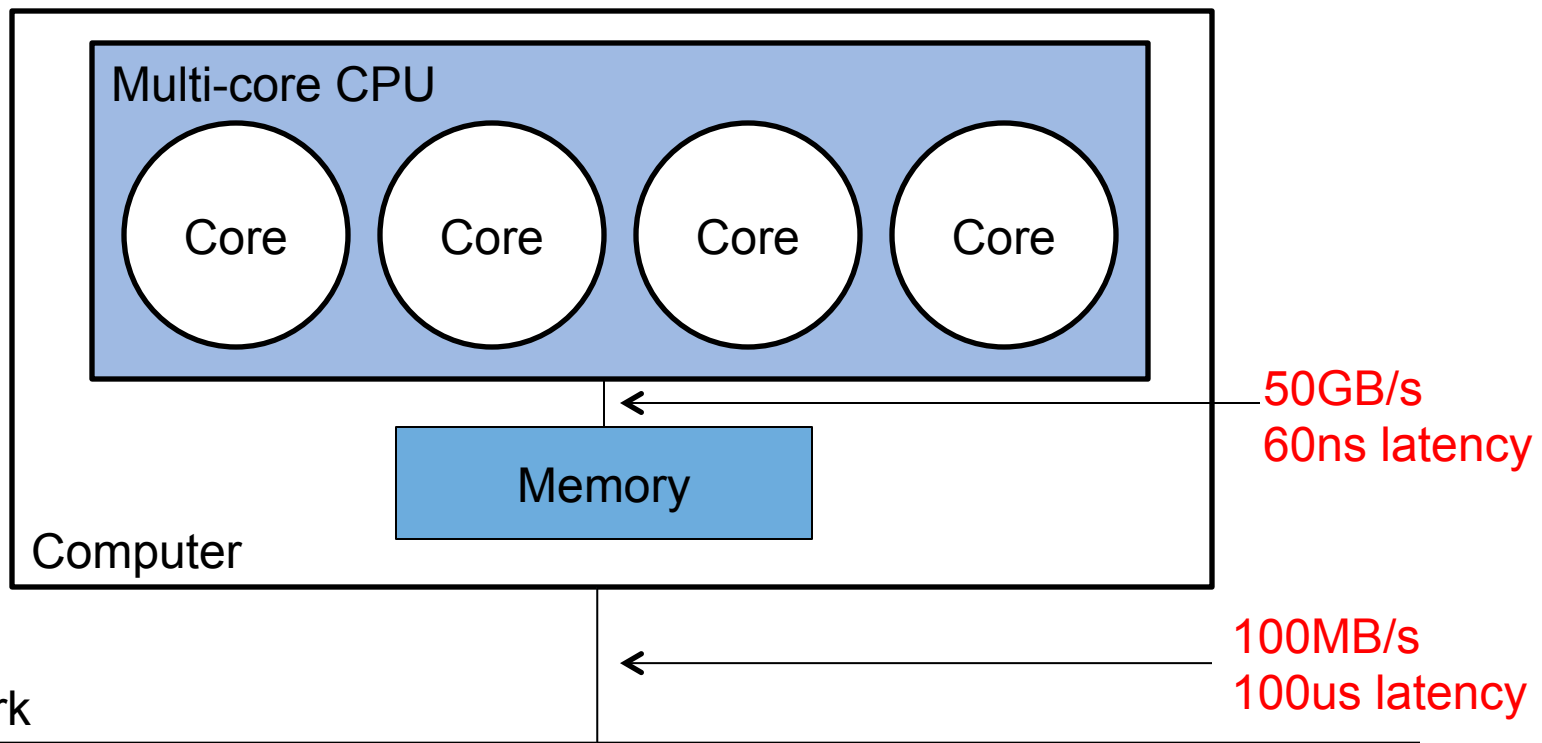 Multi-core CPU
Core Core Core Core
50GB/s
60ns latency
Memory
Computer
100MB/s
100us latency
rk